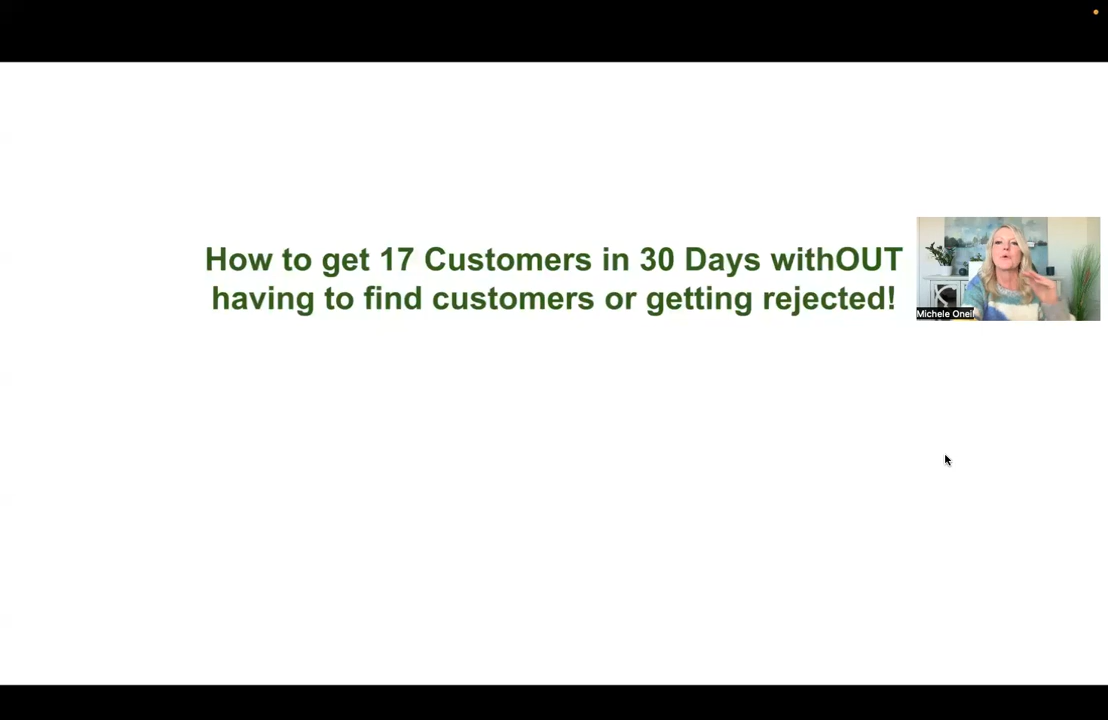 How to get 17 Customers in 30 Days withOUT
having to find customers or getting rejected!
Michele Oneil